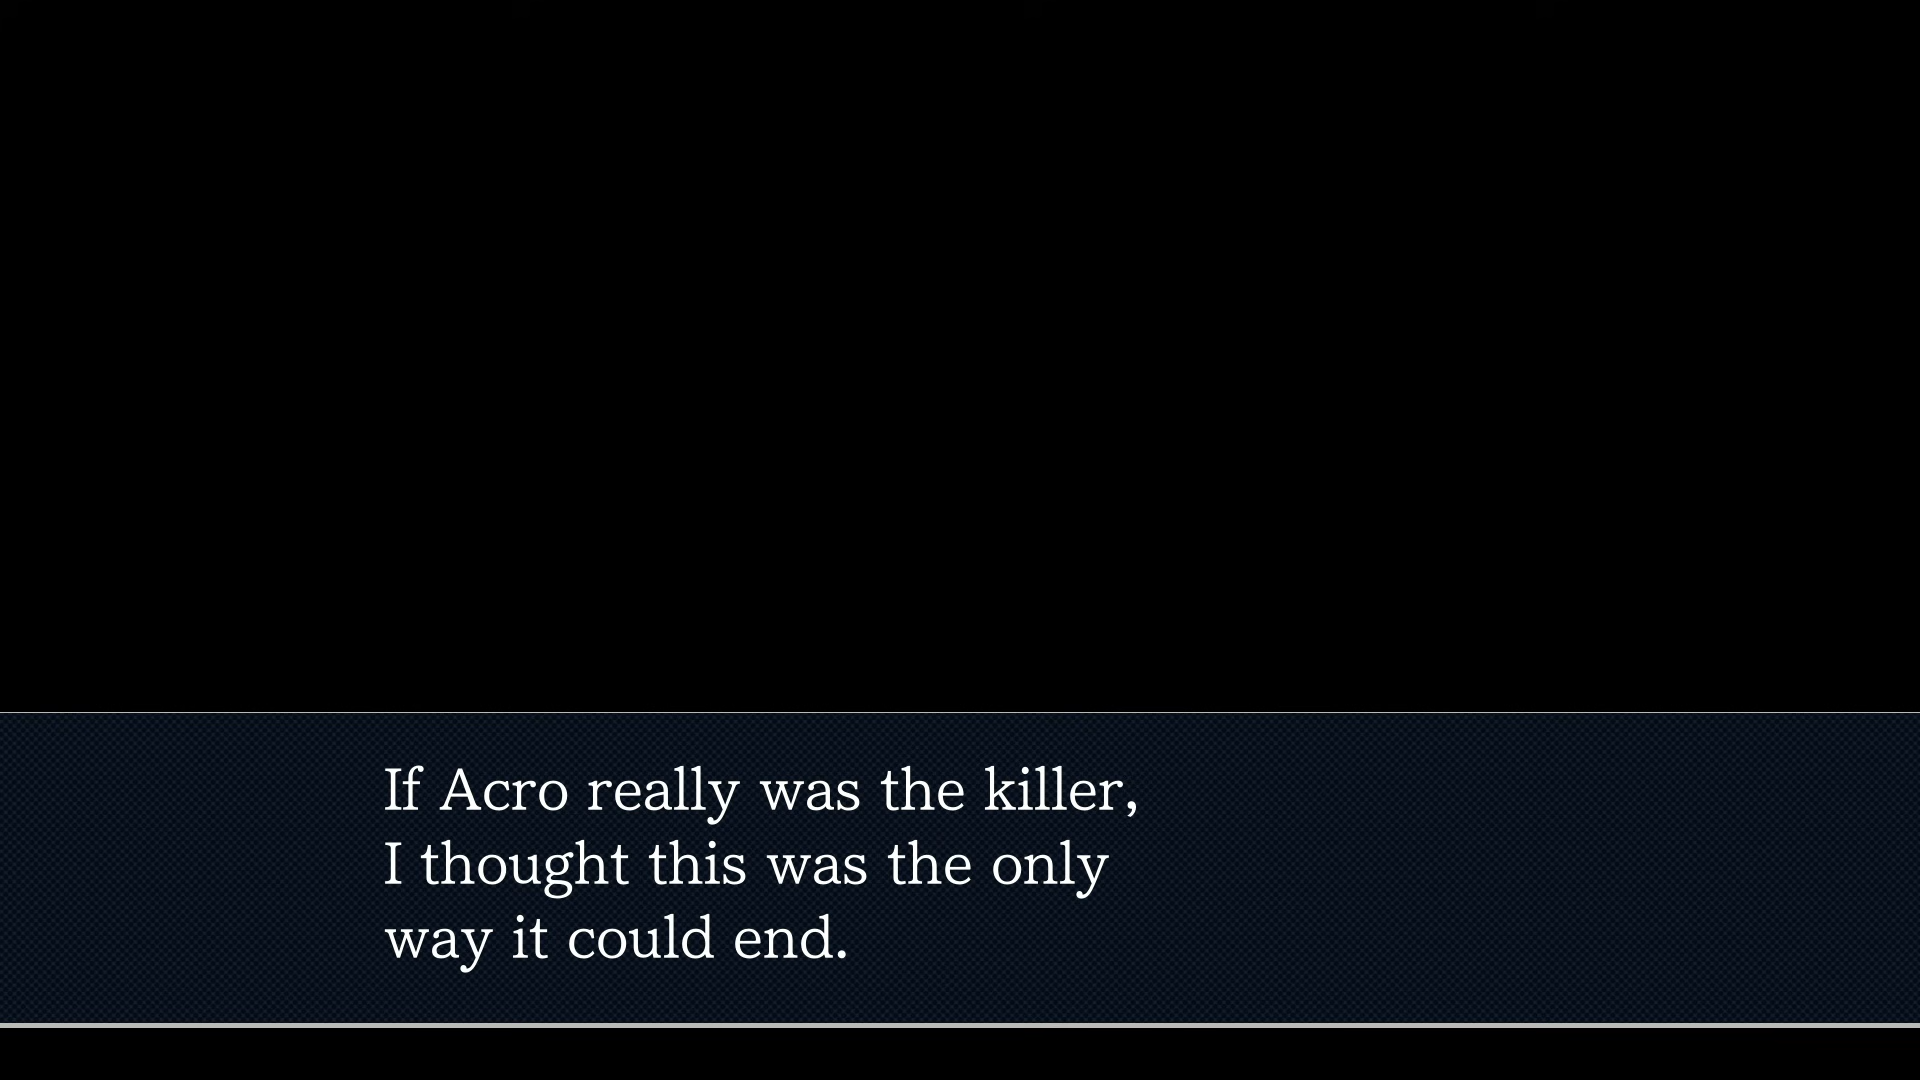 If Acro really was the killer,
I thought this was the only
way it could end.